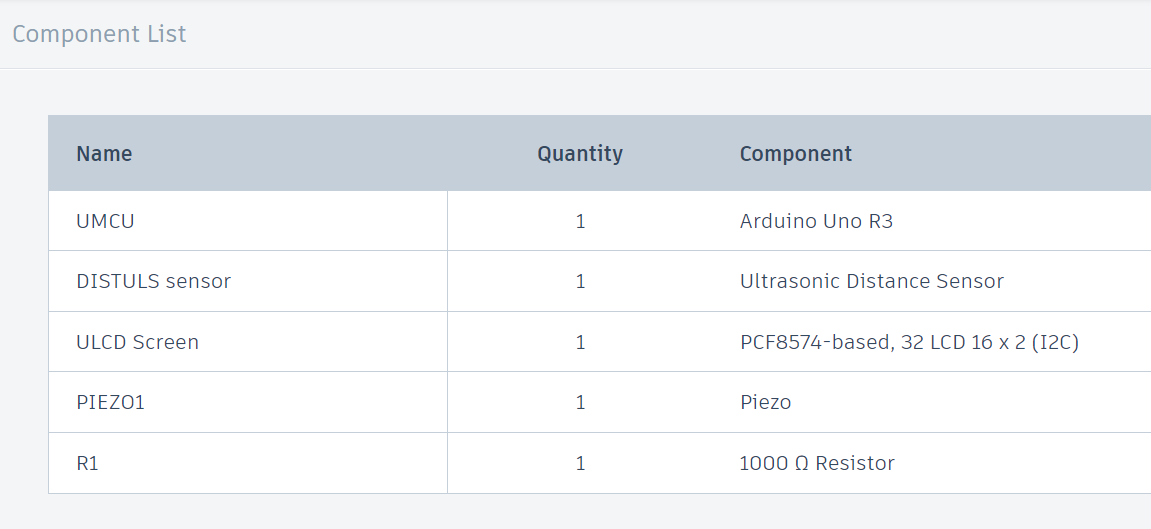 Component List
Name Quantity Component
UMCU 1 Arduino Uno R3
DISTULS sensor 1 Ultrasonic Distance Sensor
ULCD Screen 1 PCF8574-based, 32 LCD 16 x 2 (I2C)
PIEZO1 1 Piezo
R1 1 1000 Ω Resistor